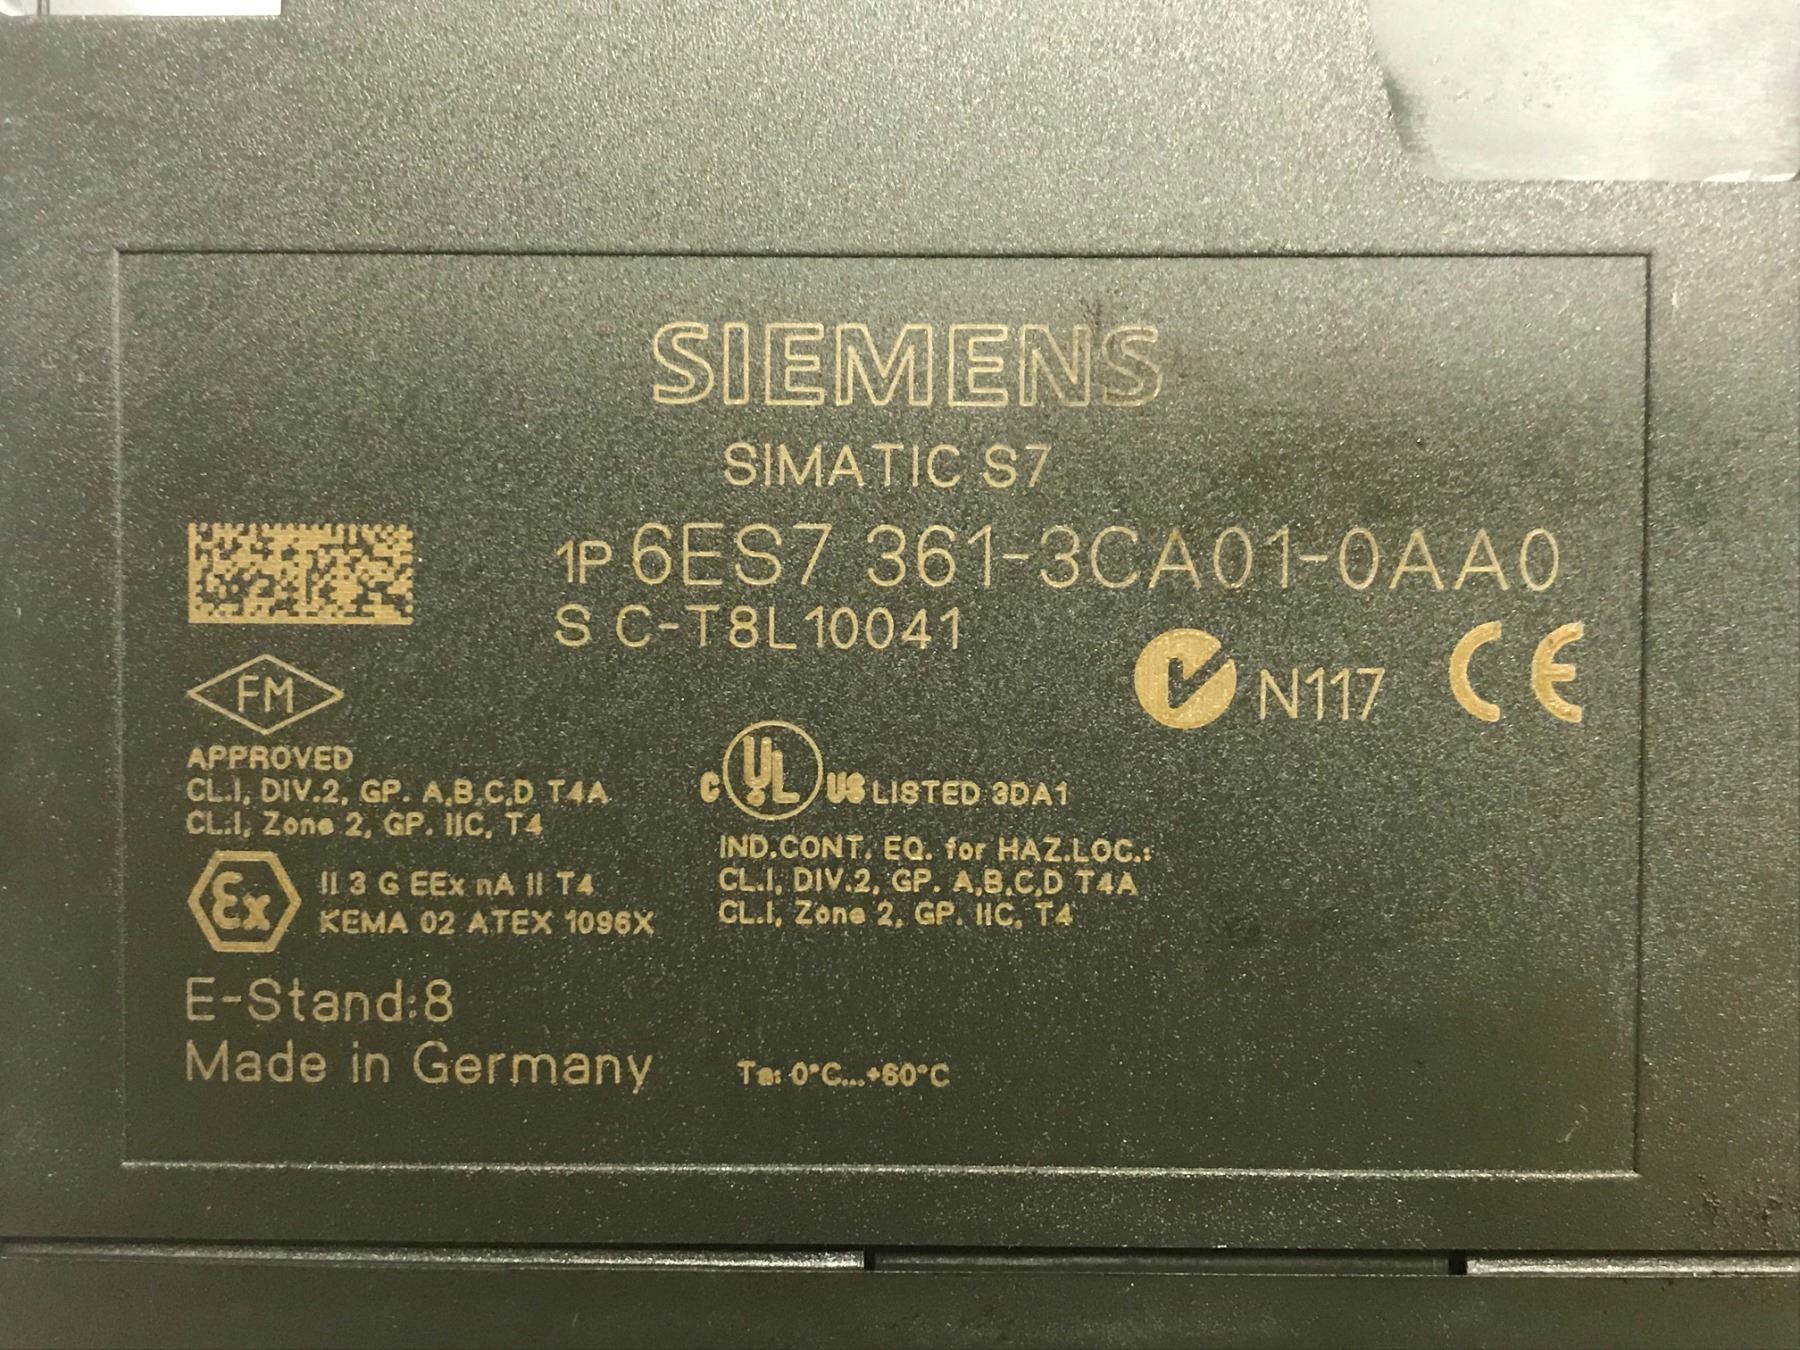 SIEMENS
SIMATIC S7
1P 6ES7 361-3CA01-0AA0
S C-T8L10041
N117 CE
FM
APPROVED
CL.I, DIV.2, GP. A,B,C,D T4A
CL.I, Zone 2, GP. IIC, T4
C UL US LISTED 3DA1
IND.CONT. EQ. for HAZ.LOC.:
CL.I, DIV.2, GP. A,B,C,D T4A
CL.I, Zone 2, GP. IIC, T4
Ex II 3 G EEx nA II T4
KEMA 02 ATEX 1096X
E-Stand:8
Made in Germany
Ta: 0°C...+60°C